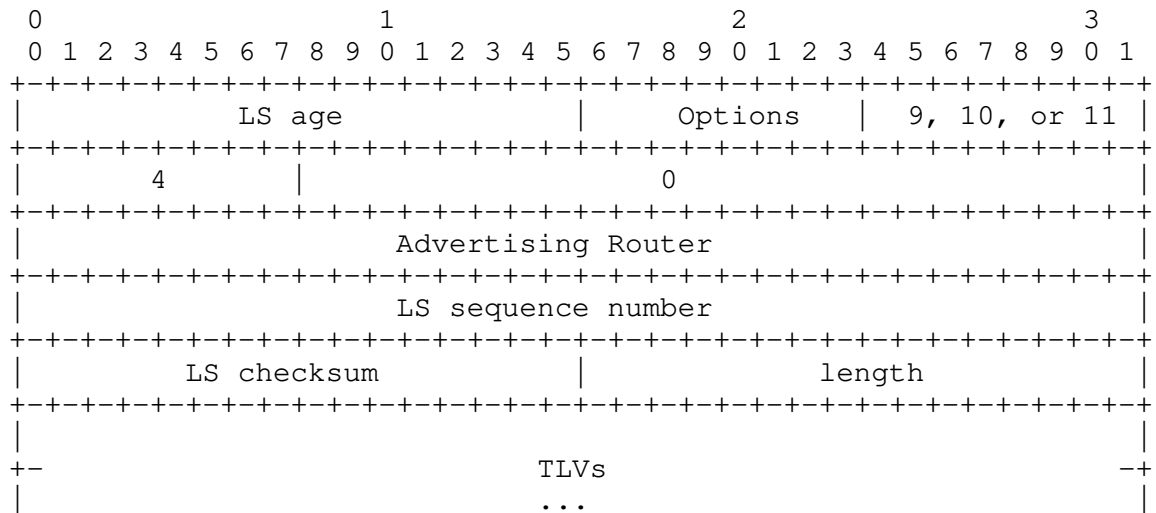 0                   1                   2                   3
 0 1 2 3 4 5 6 7 8 9 0 1 2 3 4 5 6 7 8 9 0 1 2 3 4 5 6 7 8 9 0 1
+-+-+-+-+-+-+-+-+-+-+-+-+-+-+-+-+-+-+-+-+-+-+-+-+-+-+-+-+-+-+-+-+
|            LS age             |     Options   |  9, 10, or 11 |
+-+-+-+-+-+-+-+-+-+-+-+-+-+-+-+-+-+-+-+-+-+-+-+-+-+-+-+-+-+-+-+-+
|       4       |                    0                          |
+-+-+-+-+-+-+-+-+-+-+-+-+-+-+-+-+-+-+-+-+-+-+-+-+-+-+-+-+-+-+-+-+
|                     Advertising Router                        |
+-+-+-+-+-+-+-+-+-+-+-+-+-+-+-+-+-+-+-+-+-+-+-+-+-+-+-+-+-+-+-+-+
|                     LS sequence number                        |
+-+-+-+-+-+-+-+-+-+-+-+-+-+-+-+-+-+-+-+-+-+-+-+-+-+-+-+-+-+-+-+-+
|         LS checksum           |             length            |
+-+-+-+-+-+-+-+-+-+-+-+-+-+-+-+-+-+-+-+-+-+-+-+-+-+-+-+-+-+-+-+-+
|                                                               |
+-                            TLVs                             -+
|                             ...                               |